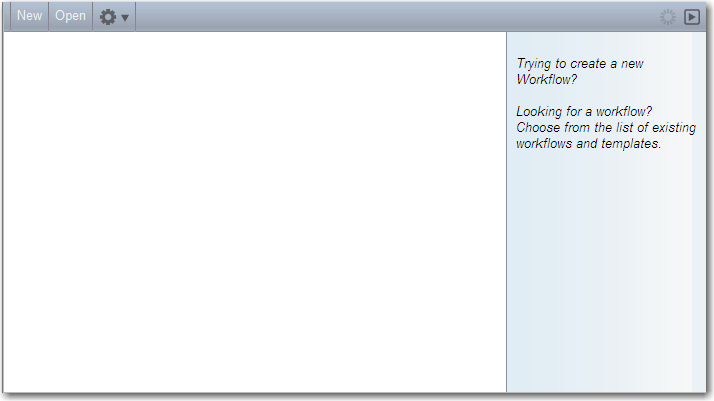 New
Open
Trying to create a new
Workflow?
Looking for a workflow?
Choose from the list of existing
workflows and templates.